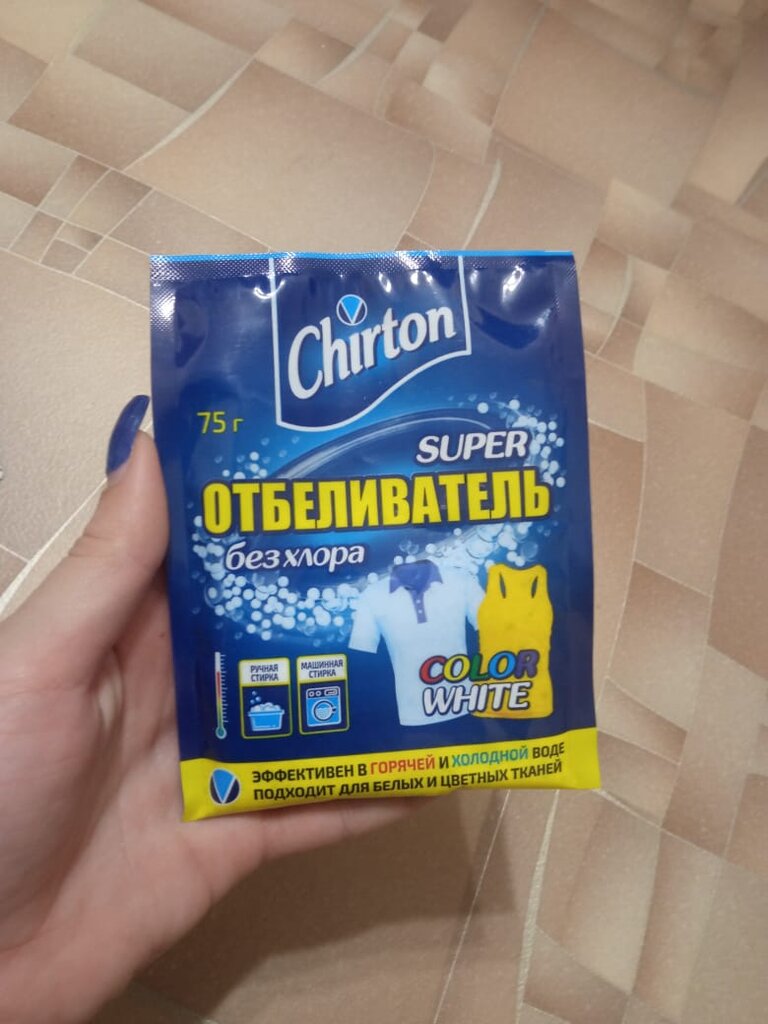 Chirton
75 г
SUPER
ОТБЕЛИВАТЕЛЬ
без хлора
РУЧНАЯ
СТИРКА
МАШИННАЯ
СТИРКА
COLOR
WHITE
ЭФФЕКТИВЕН В ГОРЯЧЕЙ И ХОЛОДНОЙ ВОДЕ
ПОДХОДИТ ДЛЯ БЕЛЫХ И ЦВЕТНЫХ ТКАНЕЙ